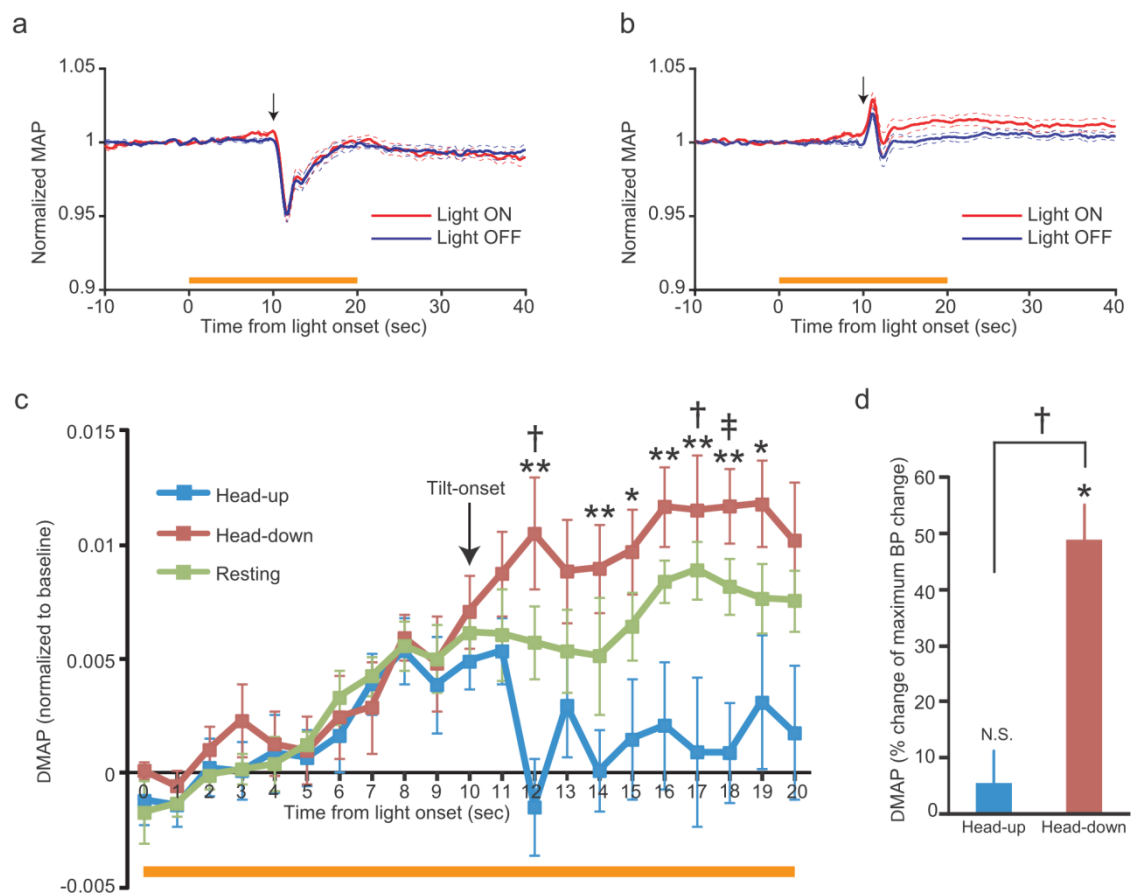 a
1.05
1
0.95
0.9
Normalized MAP
Light ON
Light OFF
-10 0 10 20 30 40
Time from light onset (sec)
b
1.05
1
0.95
0.9
Normalized MAP
Light ON
Light OFF
-10 0 10 20 30 40
Time from light onset (sec)
c
0.015
0.01
0.005
0
-0.005
DMAP (normalized to baseline)
Head-up
Head-down
Resting
Tilt-onset
† † ‡
** ** * ** ** ** *
0 1 2 3 4 5 6 7 8 9 10 11 12 13 14 15 16 17 18 19 20
Time from light onset (sec)
d
†
60
50
40
30
20
10
0
DMAP (% change of maximum BP change)
*
N.S.
Head-up Head-down